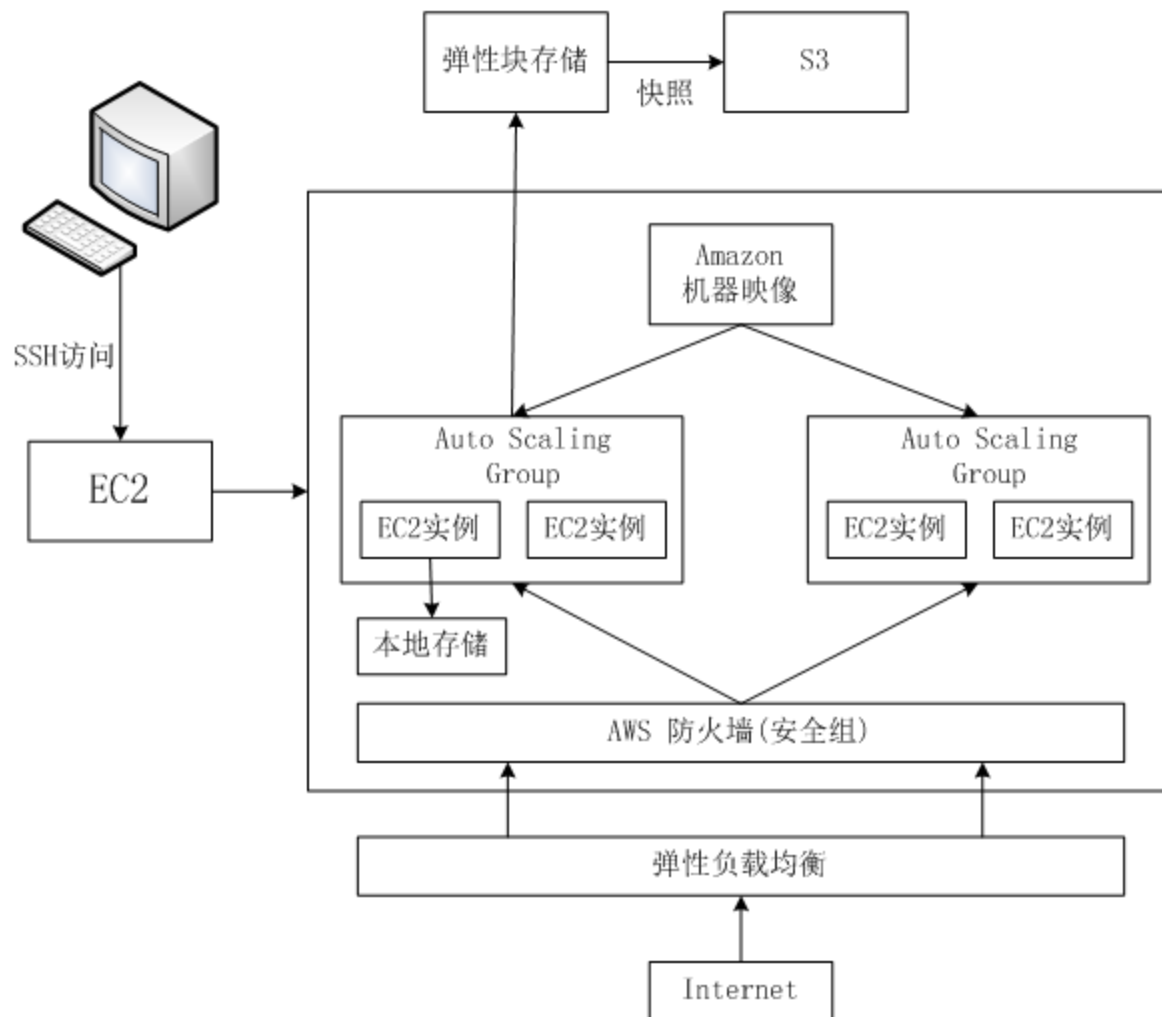 弹性块存储
S3
快照
Amazon
机器映像
SSH访问
EC2
Auto Scaling
Group
Auto Scaling
Group
EC2实例
EC2实例
EC2实例
EC2实例
本地存储
AWS 防火墙(安全组)
弹性负载均衡
Internet